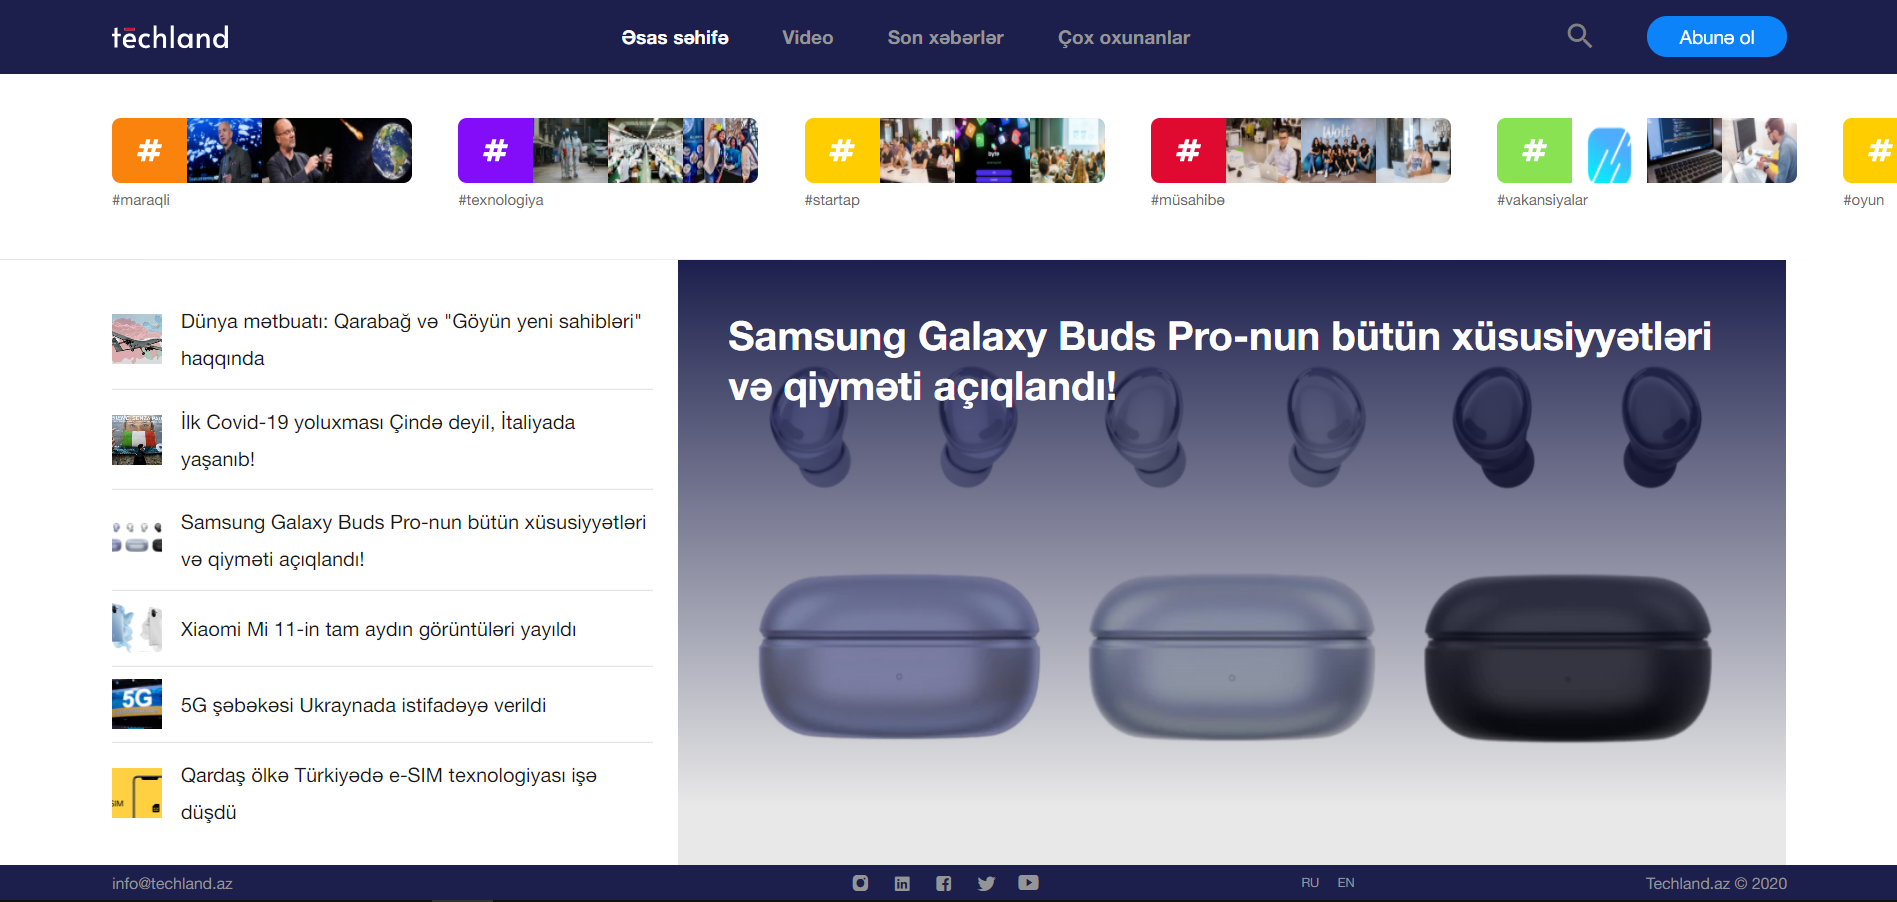 techland
Əsas səhifə
Video
Son xəbərlər
Çox oxunanlar
Abunə ol
#
#
#
#
#
#
#maraqli
#texnologiya
#startap
#müsahibə
#vakansiyalar
#oyun
Dünya mətbuatı: Qarabağ və "Göyün yeni sahibləri"
haqqında
İlk Covid-19 yoluxması Çində deyil, İtaliyada
yaşanıb!
Samsung Galaxy Buds Pro-nun bütün xüsusiyyətləri
və qiyməti açıqlandı!
Xiaomi Mi 11-in tam aydın görüntüləri yayıldı
5G
5G şəbəkəsi Ukraynada istifadəyə verildi
SIM
Qardaş ölkə Türkiyədə e-SIM texnologiyası işə
düşdü
Samsung Galaxy Buds Pro-nun bütün xüsusiyyətləri
və qiyməti açıqlandı!
info@techland.az
RU
EN
Techland.az © 2020